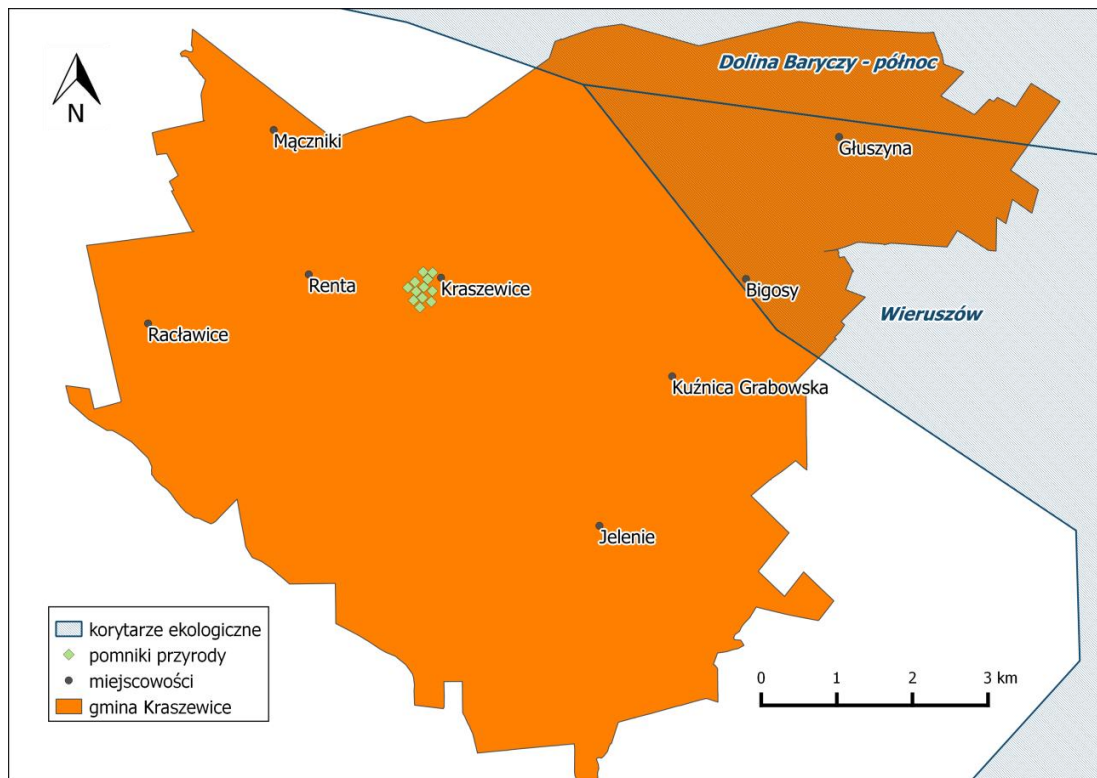 Dolina Baryczy - północ
N
Mączniki
Głuszyna
Renta
Kraszewice
Bigosy
Racławice
Wieruszów
Kuźnica Grabowska
Jelenie
korytarze ekologiczne
pomniki przyrody
miejscowości
gmina Kraszewice
0 1 2 3 km